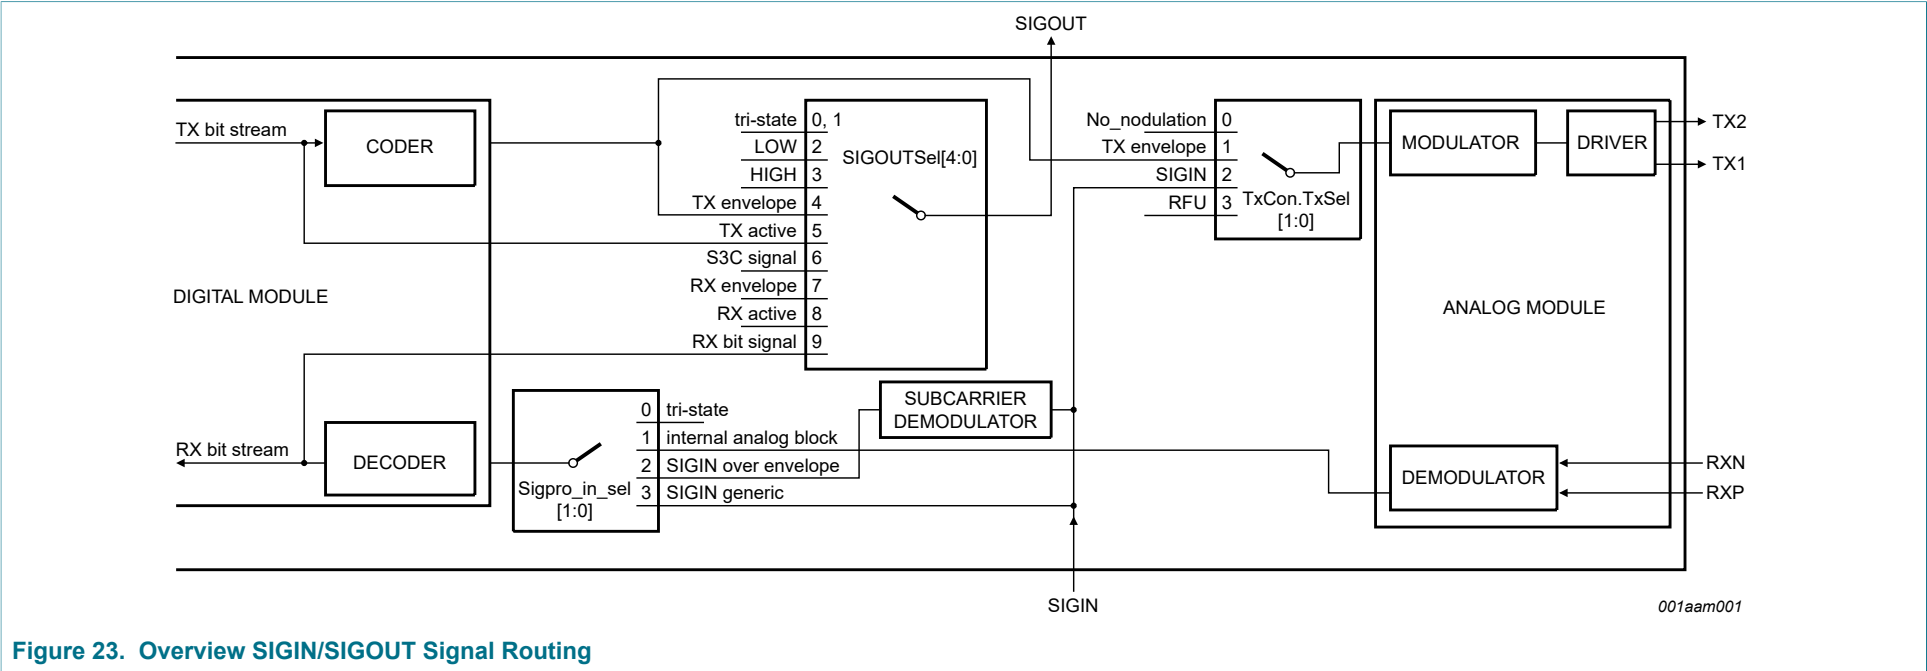 SIGOUT
TX bit stream
CODER
DIGITAL MODULE
RX bit stream
DECODER
tri-state 0, 1
LOW 2
HIGH 3
TX envelope 4
TX active 5
S3C signal 6
RX envelope 7
RX active 8
RX bit signal 9
SIGOUTSel[4:0]
No_nodulation 0
TX envelope 1
SIGIN 2
RFU 3
TxCon.TxSel
[1:0]
MODULATOR
DRIVER
TX2
TX1
ANALOG MODULE
0 tri-state
1 internal analog block
2 SIGIN over envelope
3 SIGIN generic
Sigpro_in_sel
[1:0]
SUBCARRIER
DEMODULATOR
DEMODULATOR
RXN
RXP
SIGIN
001aam001
Figure 23. Overview SIGIN/SIGOUT Signal Routing